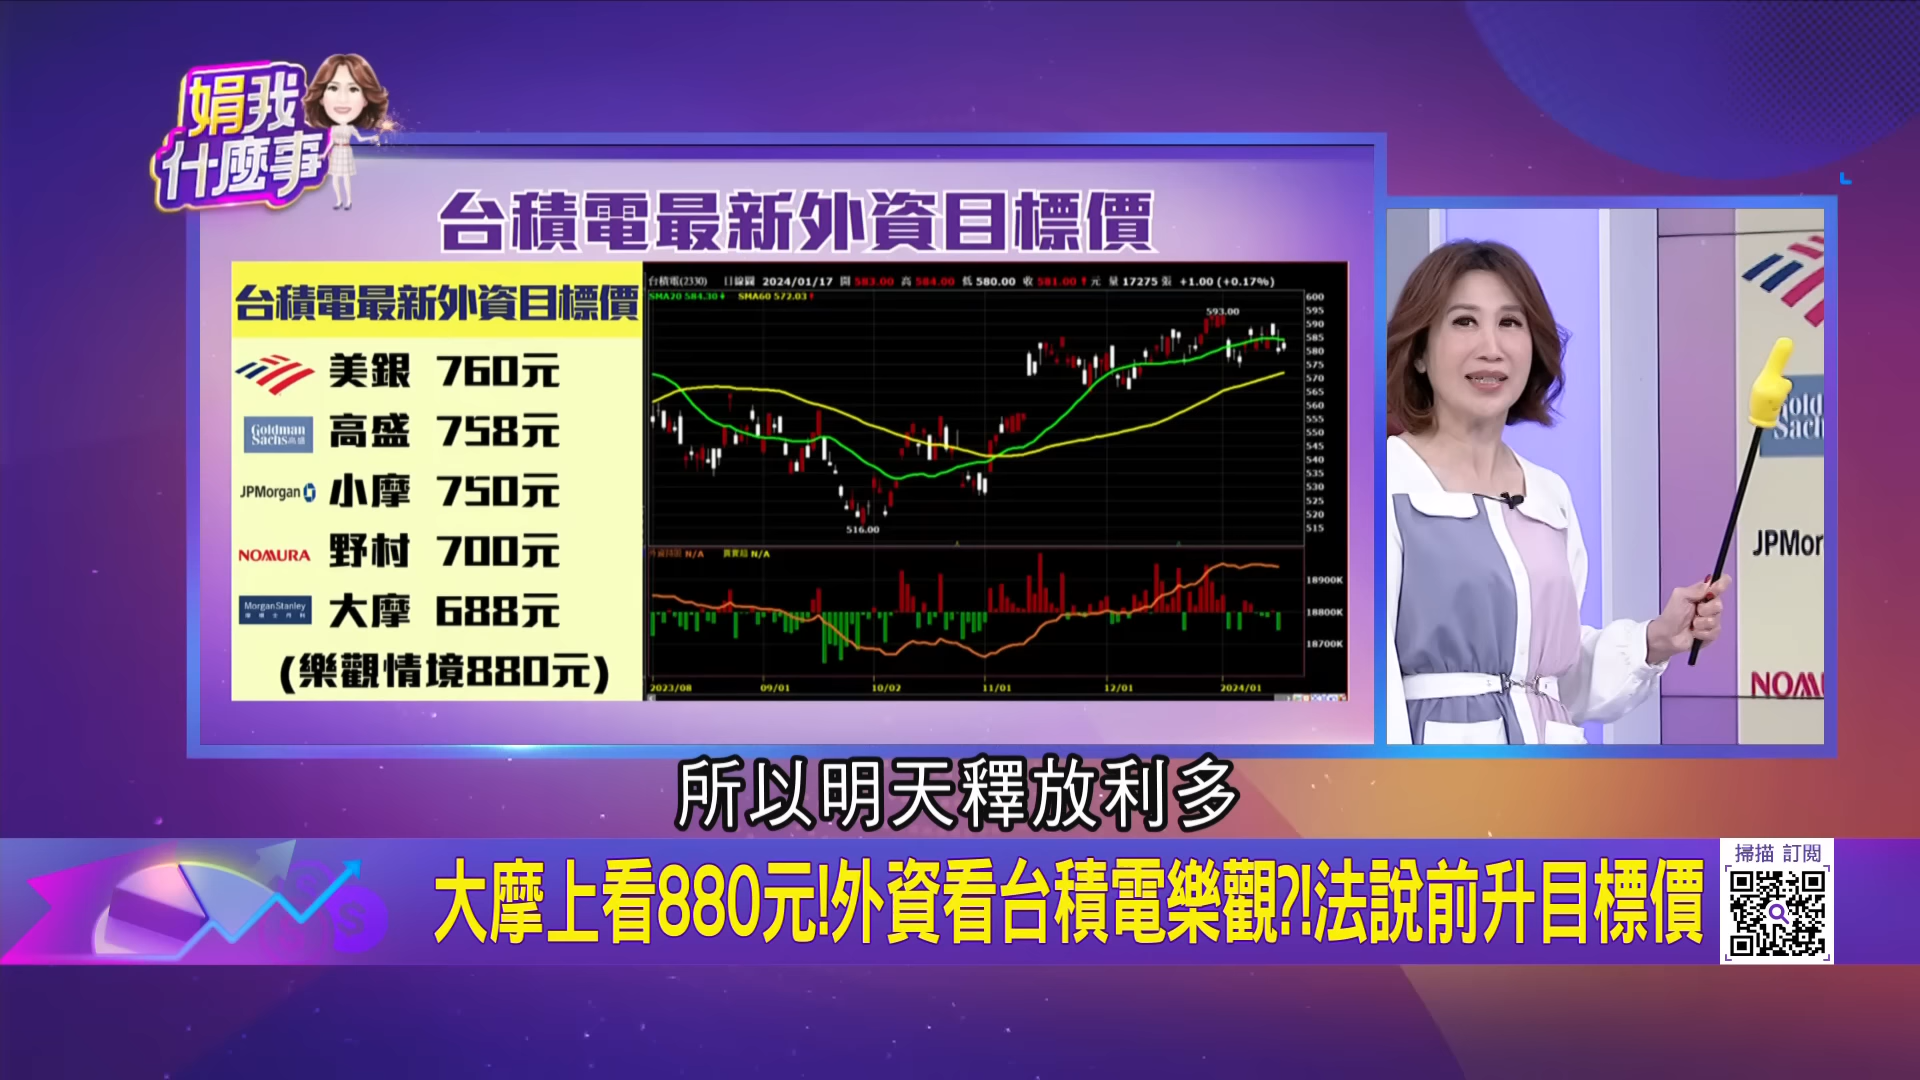 娟我
什麼事
台積電最新外資目標價
台積電最新外資目標價
美銀 760元
Goldman Sachs 高盛
高盛 758元
JPMorgan
小摩 750元
NOMURA
野村 700元
Morgan Stanley
大摩 688元
(樂觀情境880元)
台積電(2330) 日線圖 2024/01/17 開 583.00 高 584.00 低 580.00 收 581.00 ↑ 元 量 17275 張 +1.00 (+0.17%)
SMA20 584.30↓ SMA60 572.03↑
593.00
516.00
600
595
590
585
580
575
570
565
560
555
550
545
540
535
530
525
520
515
N/A N/A
18900K
18800K
18700K
2023/08 09/01 10/02 11/01 12/01 2024/01
Gold
Sach
JPMor
NOM
所以明天釋放利多
大摩上看880元!外資看台積電樂觀?!法說前升目標價
掃描 訂閱